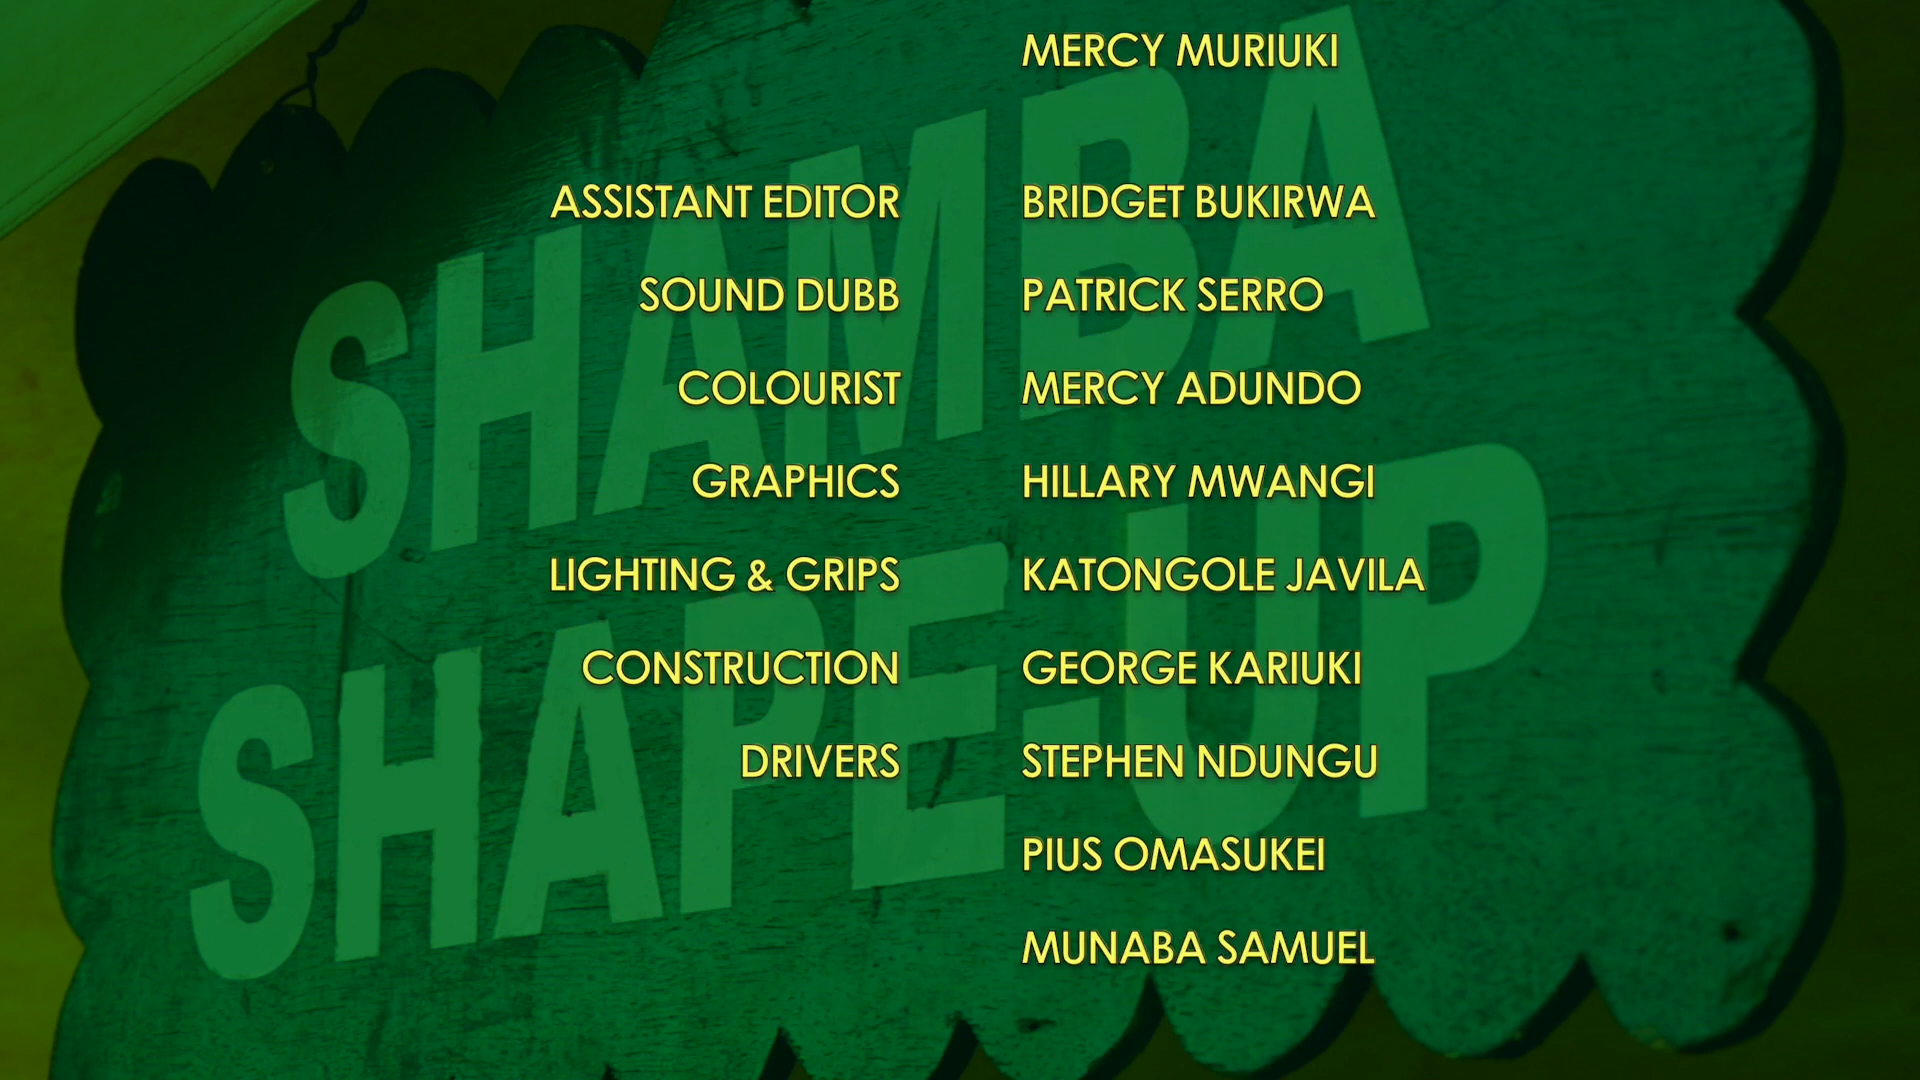 MERCY MURIUKI
ASSISTANT EDITOR BRIDGET BUKIRWA
SOUND DUBB PATRICK SERRO
COLOURIST MERCY ADUNDO
GRAPHICS HILLARY MWANGI
LIGHTING & GRIPS KATONGOLE JAVILA
CONSTRUCTION GEORGE KARIUKI
DRIVERS STEPHEN NDUNGU
PIUS OMASUKEI
MUNABA SAMUEL
SHAMBA
SHAPE-UP